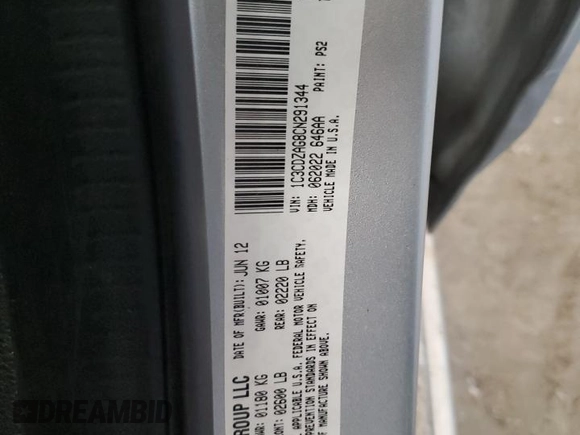 GROUP LLC
DATE OF MFR(BUILT): JUN 12
01180 KG GAWR: 01007 KG
02600 LB REAR: 02220 LB
APPLICABLE U.S.A. FEDERAL MOTOR VEHICLE SAFETY,
PREVENTION STANDARDS IN EFFECT ON
MANUFACTURE SHOWN ABOVE.
VIN: 1C3CDZAG8CN291344
MDH: 062022 646AA PAINT: PS2
VEHICLE MADE IN U.S.A.
DREAMBID